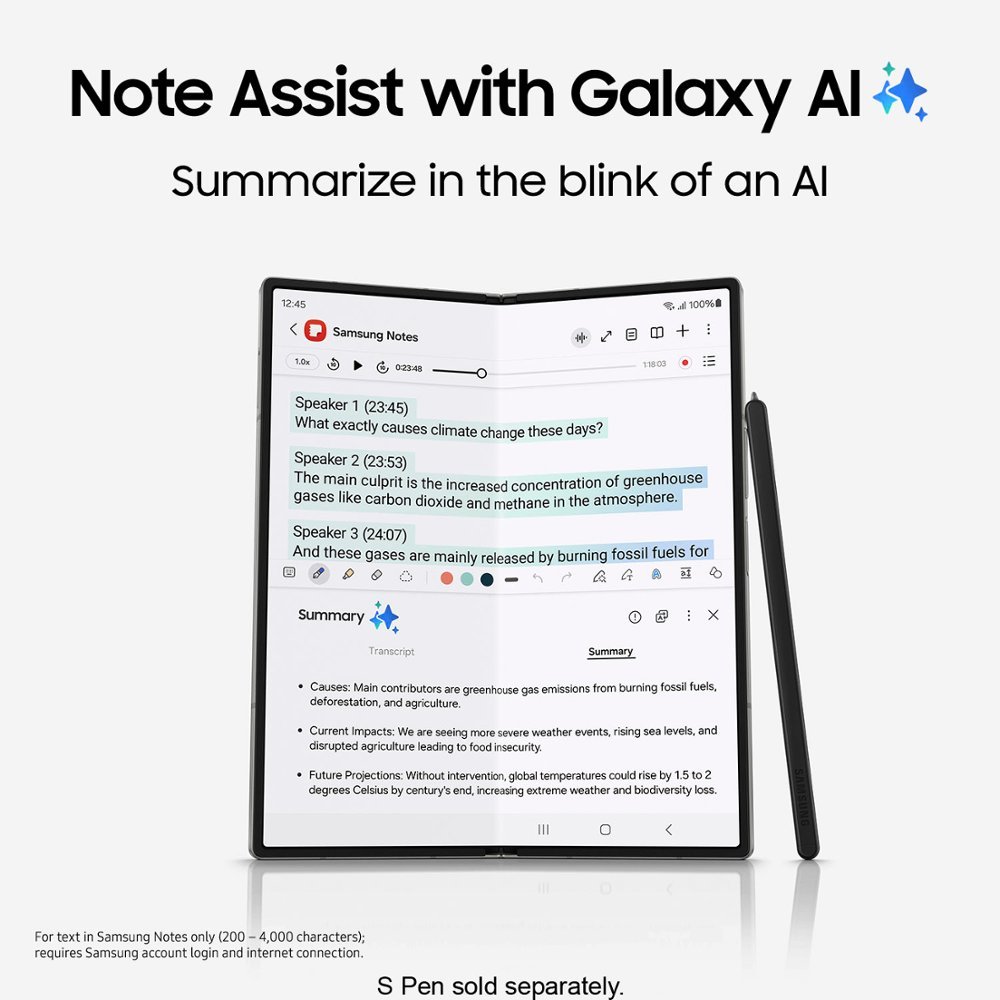 Note Assist with Galaxy AI
Summarize in the blink of an AI
12:45
100%
Samsung Notes
1.0x
10
10
0:23:48
1:18:03
Speaker 1 (23:45)
What exactly causes climate change these days?
Speaker 2 (23:53)
The main culprit is the increased concentration of greenhouse
gases like carbon dioxide and methane in the atmosphere.
Speaker 3 (24:07)
And these gases are mainly released by burning fossil fuels for
Summary
Transcript
Summary
• Causes: Main contributors are greenhouse gas emissions from burning fossil fuels,
deforestation, and agriculture.
• Current Impacts: We are seeing more severe weather events, rising sea levels, and
disrupted agriculture leading to food insecurity.
• Future Projections: Without intervention, global temperatures could rise by 1.5 to 2
degrees Celsius by century's end, increasing extreme weather and biodiversity loss.
SAMSUNG
For text in Samsung Notes only (200 – 4,000 characters);
requires Samsung account login and internet connection.
S Pen sold separately.